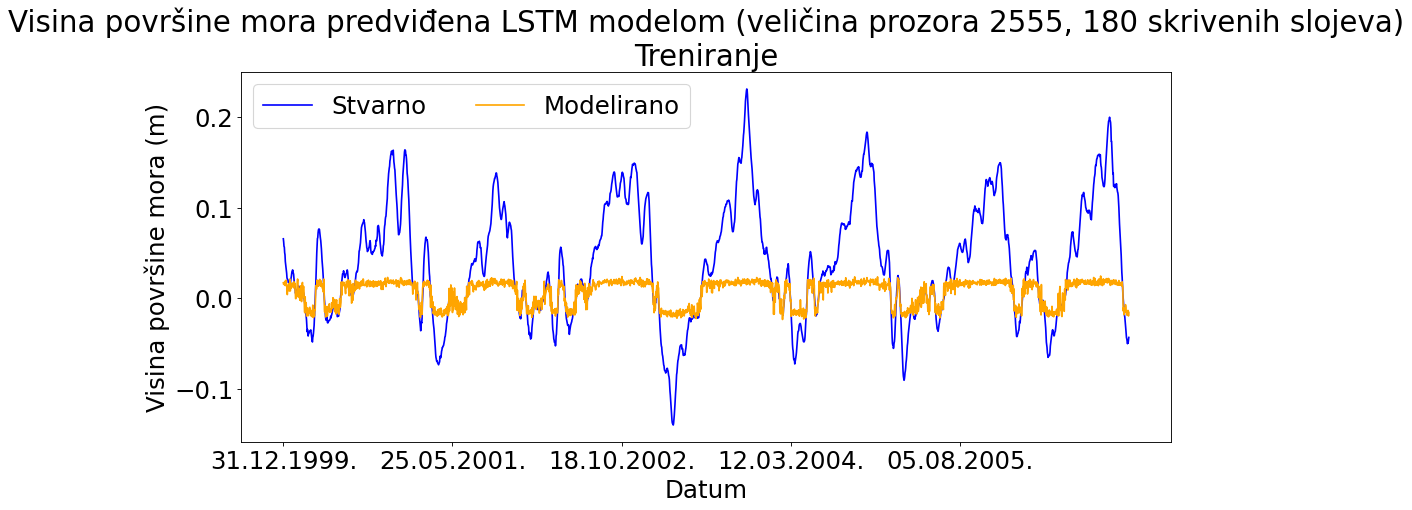 Visina površine mora predviđena LSTM modelom (veličina prozora 2555, 180 skrivenih slojeva)
Treniranje
Stvarno Modelirano
Visina površine mora (m)
0.2
0.1
0.0
−0.1
31.12.1999. 25.05.2001. 18.10.2002. 12.03.2004. 05.08.2005.
Datum